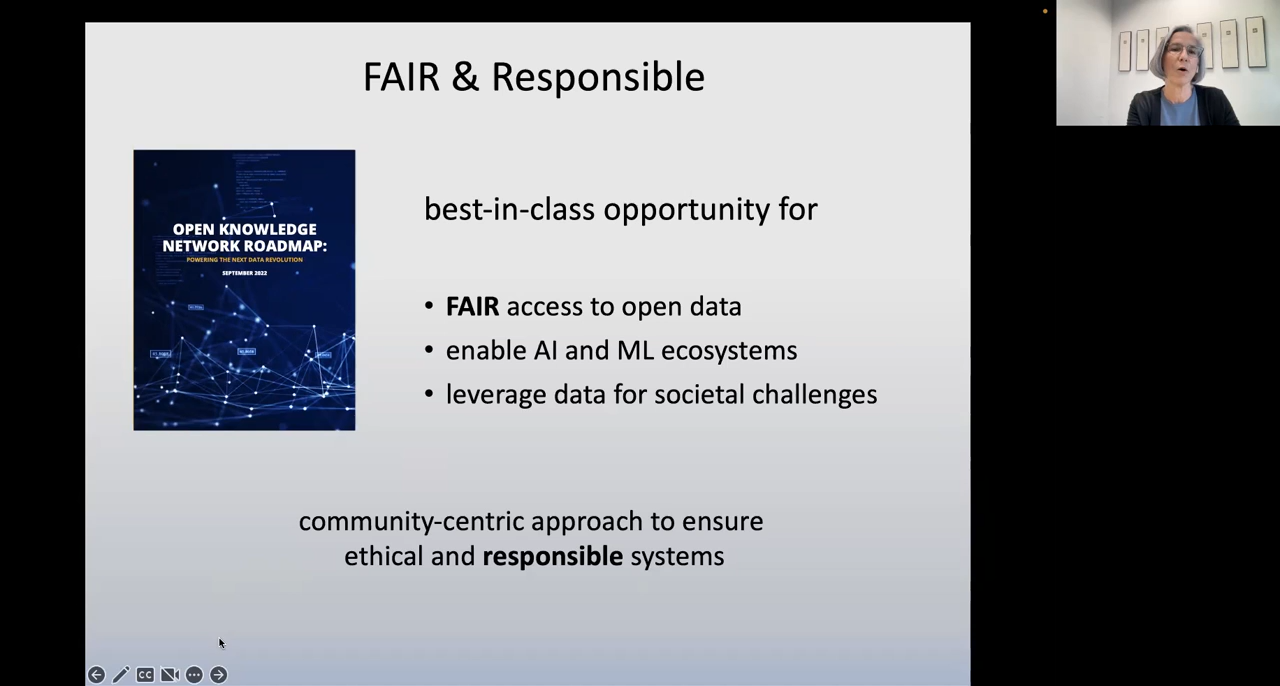 FAIR & Responsible
OPEN KNOWLEDGE
NETWORK ROADMAP:
POWERING THE NEXT DATA REVOLUTION
SEPTEMBER 2022
best-in-class opportunity for
• FAIR access to open data
• enable AI and ML ecosystems
• leverage data for societal challenges
community-centric approach to ensure
ethical and responsible systems
CC